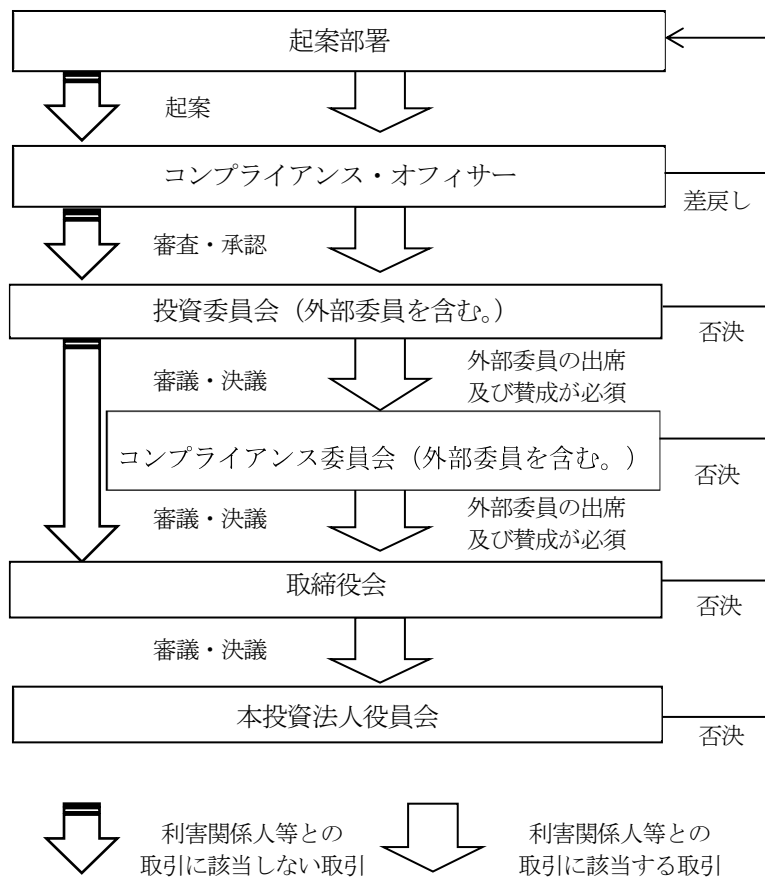 起案部署
起案
コンプライアンス・オフィサー
差戻し
審査・承認
投資委員会（外部委員を含む。）
否決
審議・決議
外部委員の出席
及び賛成が必須
コンプライアンス委員会（外部委員を含む。）
否決
審議・決議
外部委員の出席
及び賛成が必須
取締役会
否決
審議・決議
本投資法人役員会
否決
利害関係人等との
取引に該当しない取引
利害関係人等との
取引に該当する取引